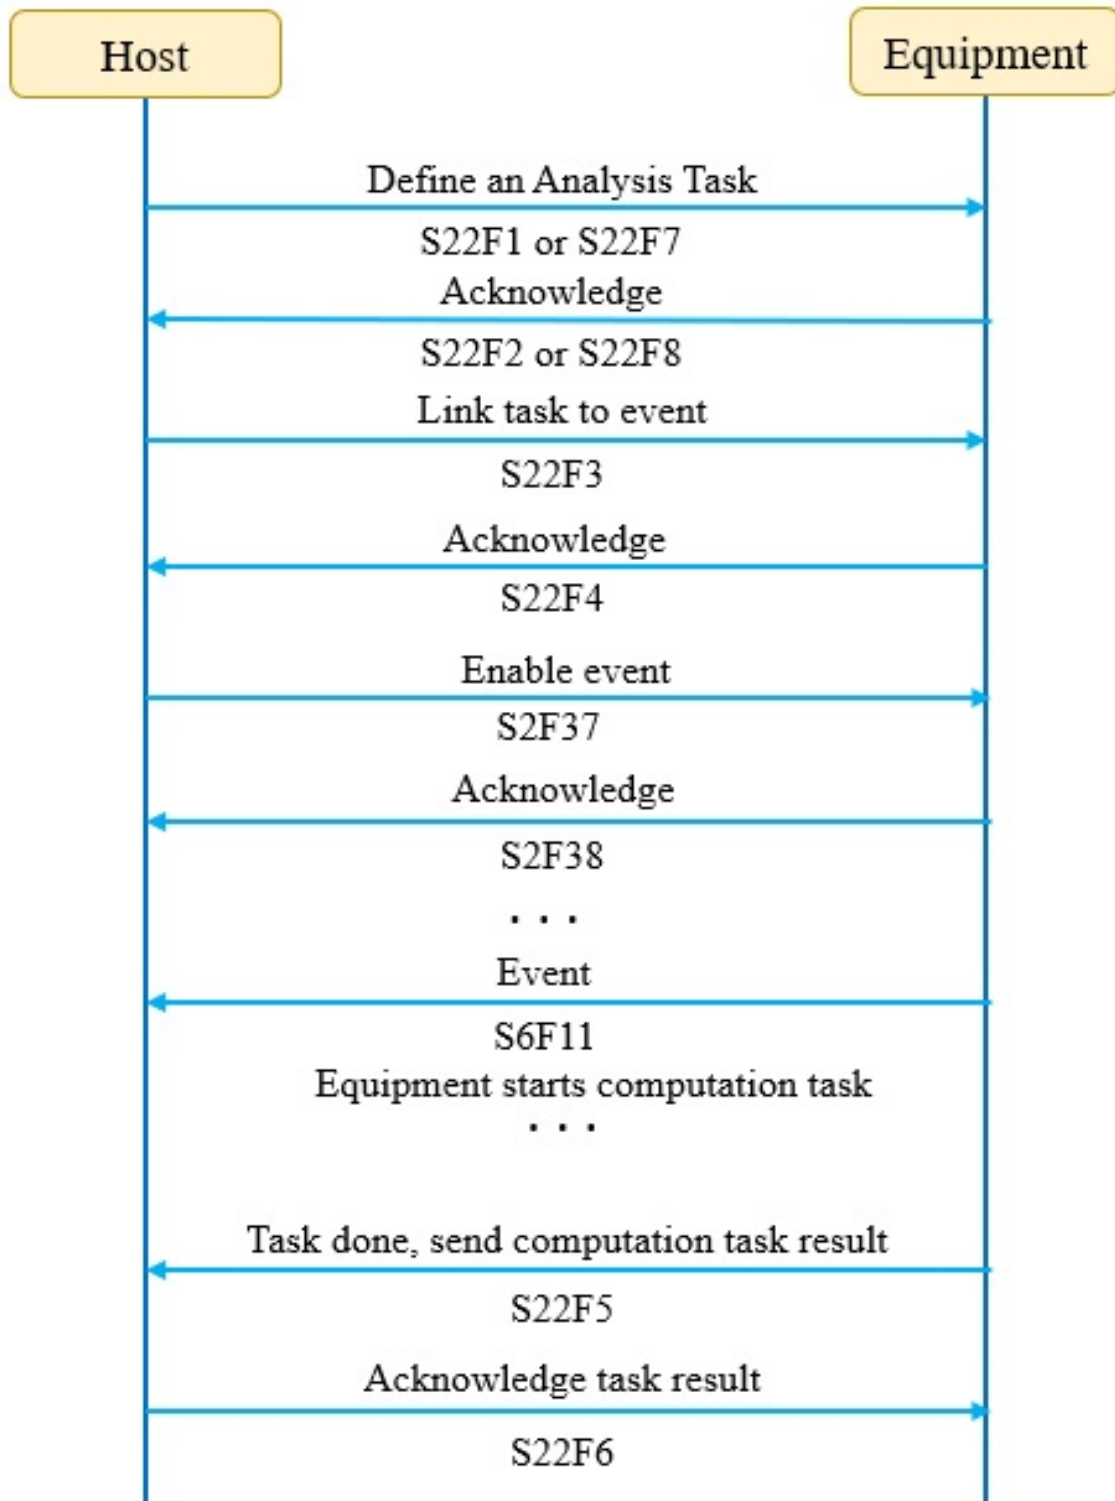 Host
Equipment
Define an Analysis Task
S22F1 or S22F7
Acknowledge
S22F2 or S22F8
Link task to event
S22F3
Acknowledge
S22F4
Enable event
S2F37
Acknowledge
S2F38
. . .
Event
S6F11
Equipment starts computation task
. . .
Task done, send computation task result
S22F5
Acknowledge task result
S22F6